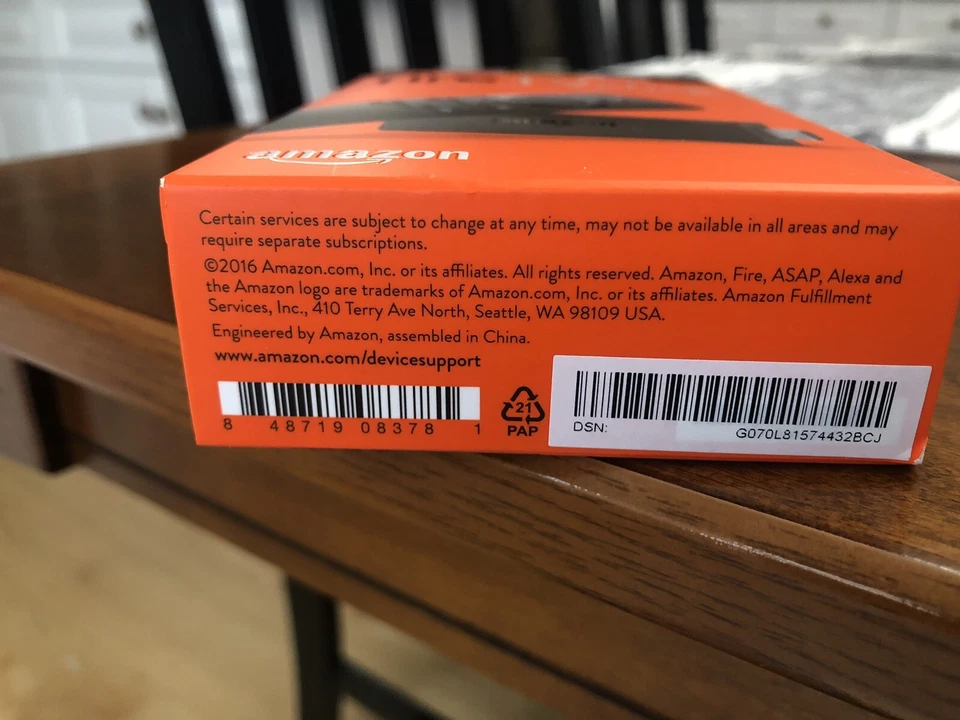 amazon
Certain services are subject to change at any time, may not be available in all areas and may
require separate subscriptions.
©2016 Amazon.com, Inc. or its affiliates. All rights reserved. Amazon, Fire, ASAP, Alexa and
the Amazon logo are trademarks of Amazon.com, Inc. or its affiliates. Amazon Fulfillment
Services, Inc., 410 Terry Ave North, Seattle, WA 98109 USA.
Engineered by Amazon, assembled in China.
www.amazon.com/devicesupport
8 48719 08378 1
21
PAP
DSN: G070L81574432BCJ